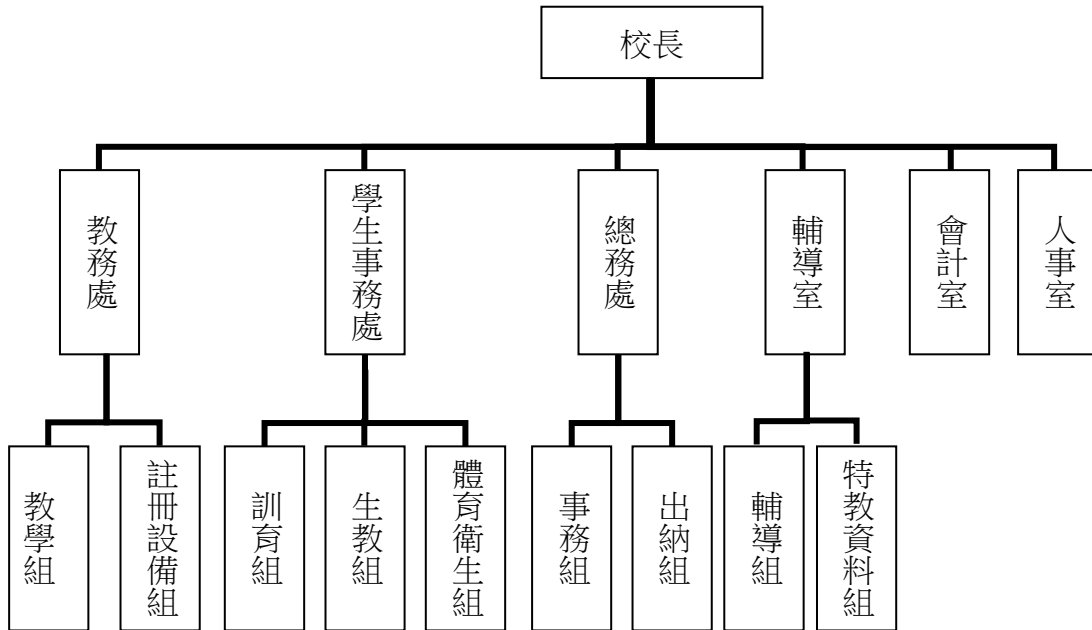 校長
教務處
學生事務處
總務處
輔導室
會計室
人事室
教學組
註冊設備組
訓育組
生教組
體育衛生組
事務組
出納組
輔導組
特教資料組